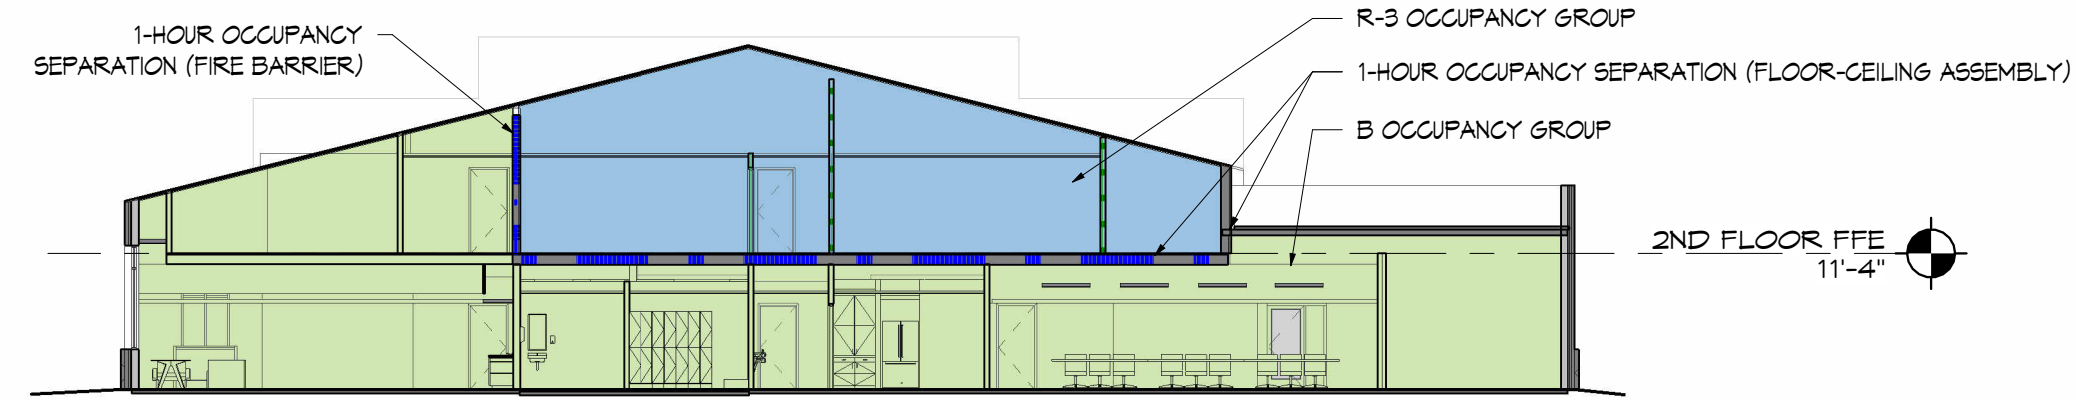 1-HOUR OCCUPANCY
SEPARATION (FIRE BARRIER)
R-3 OCCUPANCY GROUP
1-HOUR OCCUPANCY SEPARATION (FLOOR-CEILING ASSEMBLY)
B OCCUPANCY GROUP
2ND FLOOR FFE
11'-4"